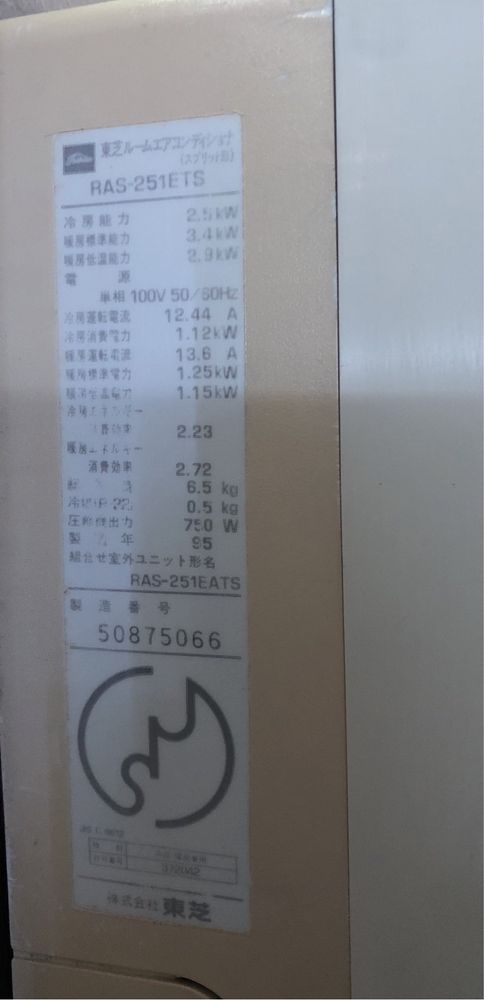 Toshiba
東芝ルームエアコンディショナ
(スプリット形)
RAS-251ETS
冷房能力 2.5kW
暖房標準能力 3.4kW
暖房低温能力 2.9kW
電源
単相 100V 50/60Hz
冷房運転電流 12.44 A
冷房消費電力 1.12kW
暖房運転電流 13.6 A
暖房標準電力 1.25kW
暖房低温電力 1.15kW
冷房エネルギー
消費効率 2.23
暖房エネルギー
消費効率 2.72
6.5 kg
冷媒(R-22) 0.5 kg
圧縮機出力 750 W
製 年 95
組合せ室外ユニット形名
RAS-251EATS
製造番号
50875066
株式会社 東芝